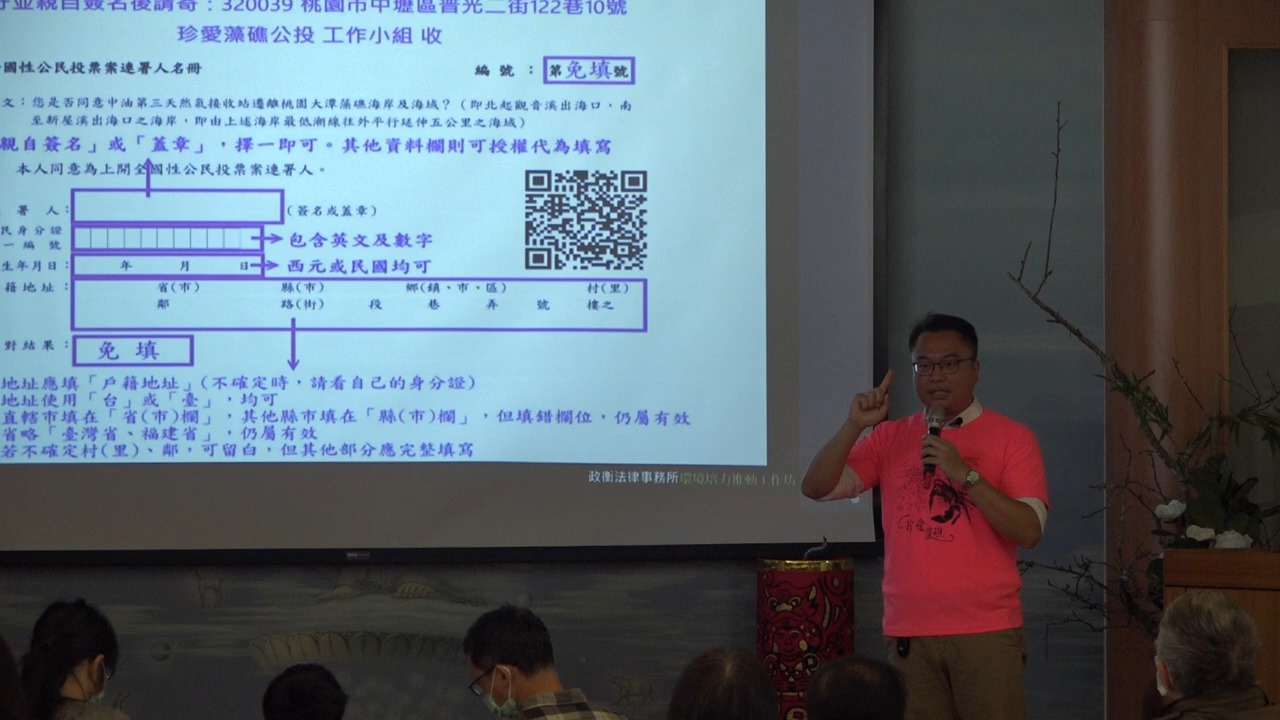 並親自簽名後請寄：320039 桃園市中壢區普光二街122巷10號
珍愛藻礁公投 工作小組 收
國性公民投票案連署人名冊
編 號 ： 第免填號
文：您是否同意中油第三天然氣接收站遷離桃園大潭藻礁海岸及海域？（即北起觀音溪出海口，南
至新屋溪出海口之海岸，即由上述海岸最低潮線往外平行延伸五公里之海域）
親自簽名」或「蓋章」，擇一即可。其他資料欄則可授權代為填寫
本人同意為上開全國性公民投票案連署人。
署 人：
（簽名或蓋章）
民身分證
一 編 號
包含英文及數字
生年月日： 年 月 日
西元或民國均可
籍地址： 省(市) 縣(市) 鄉(鎮、市、區) 村(里)
鄰 路(街) 段 巷 弄 號 樓之
對結果： 免 填
地址應填「戶籍地址」(不確定時，請看自己的身分證)
地址使用「台」或「臺」，均可
直轄市填在「省(市)欄」，其他縣市填在「縣(市)欄」，但填錯欄位，仍屬有效
省略「臺灣省、福建省」，仍屬有效
若不確定村(里)、鄰，可留白，但其他部分應完整填寫
政衡法律事務所環境培力推動工作坊